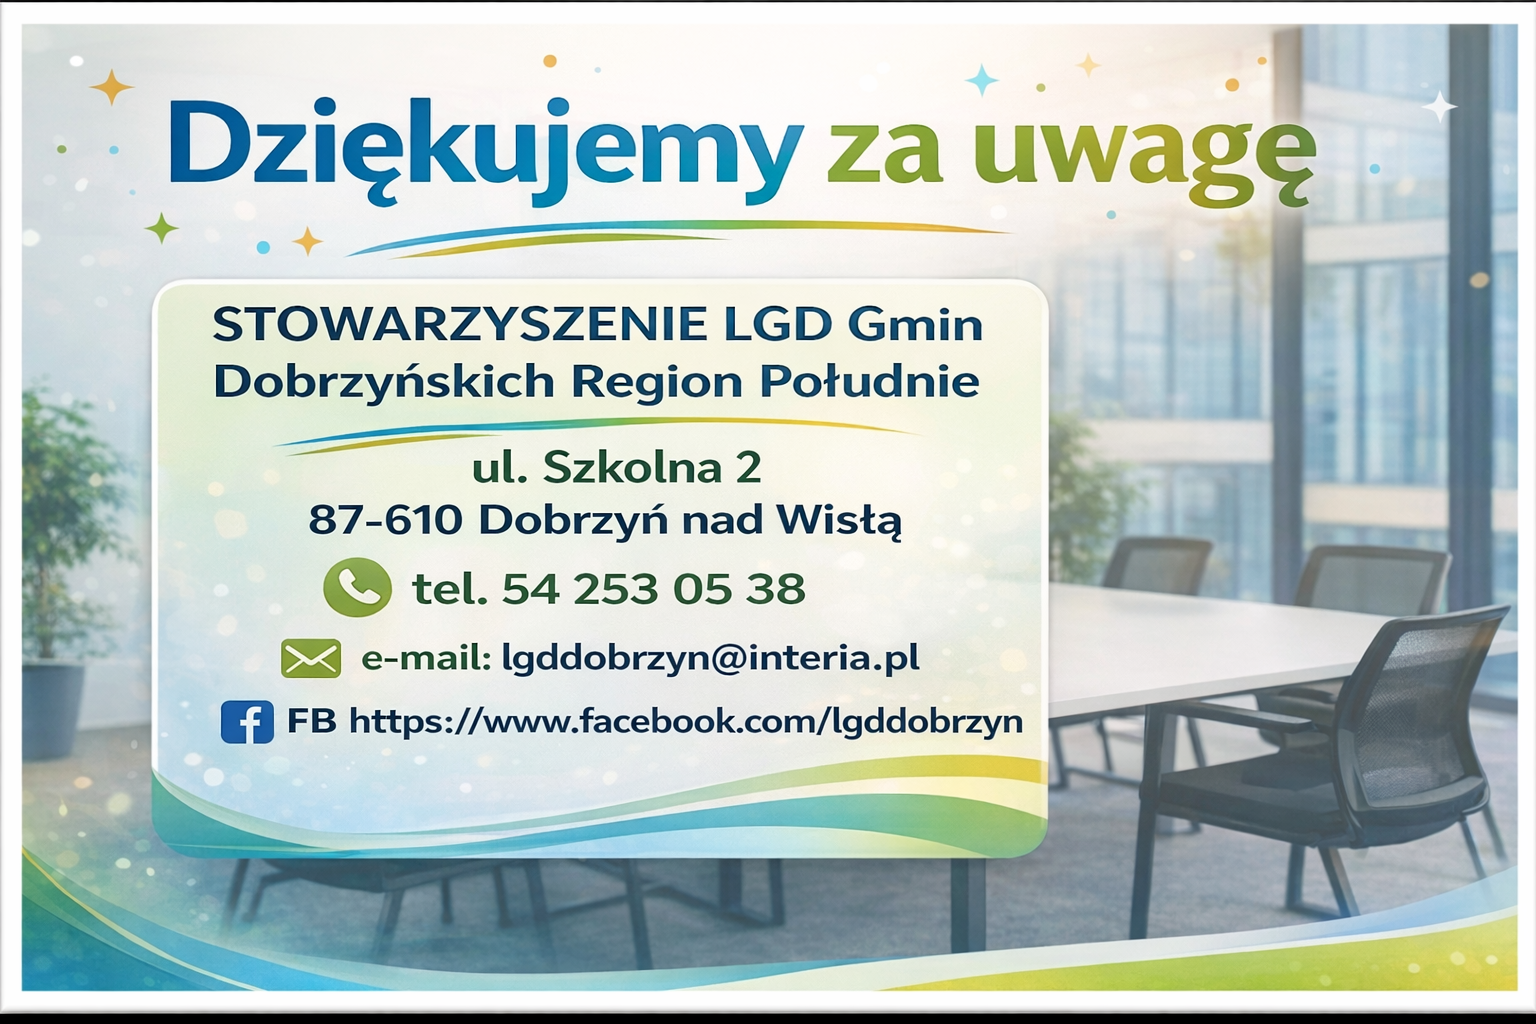 Dziękujemy za uwagę
STOWARZYSZENIE LGD Gmin
Dobrzyńskich Region Południe
ul. Szkolna 2
87-610 Dobrzyń nad Wisłą
tel. 54 253 05 38
e-mail: lgddobrzyn@interia.pl
FB https://www.facebook.com/lgddobrzyn